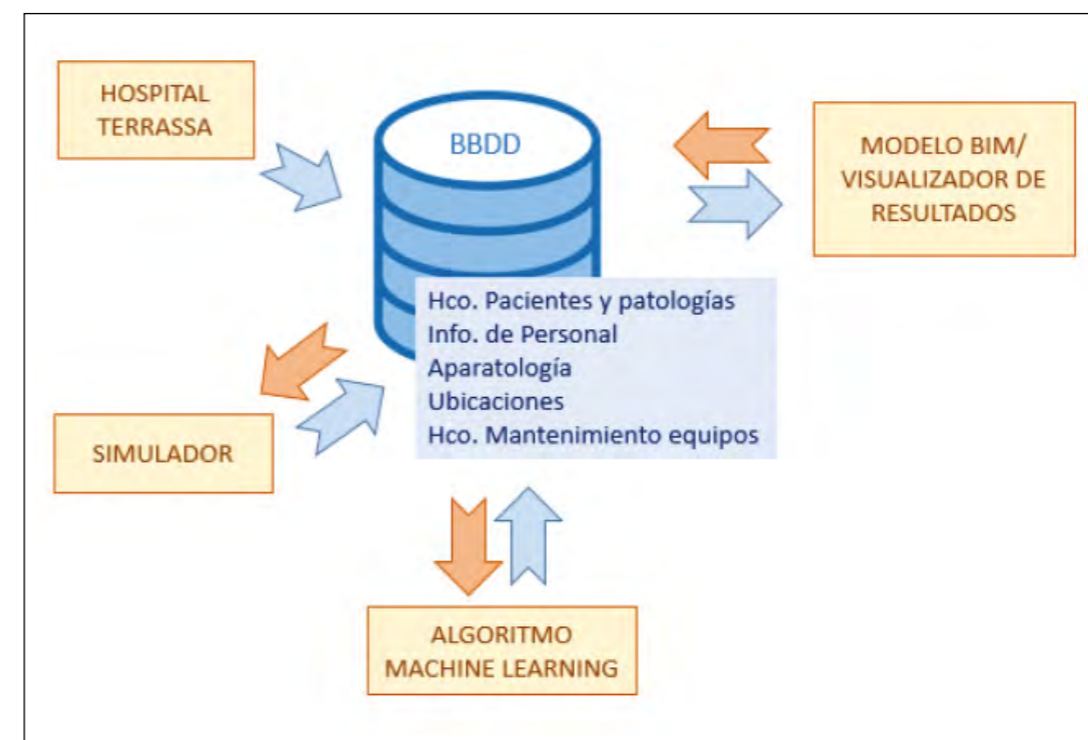 HOSPITAL
TERRASSA
BBDD
MODELO BIM/
VISUALIZADOR DE
RESULTADOS
Hco. Pacientes y patologías
Info. de Personal
Aparatología
Ubicaciones
Hco. Mantenimiento equipos
SIMULADOR
ALGORITMO
MACHINE LEARNING